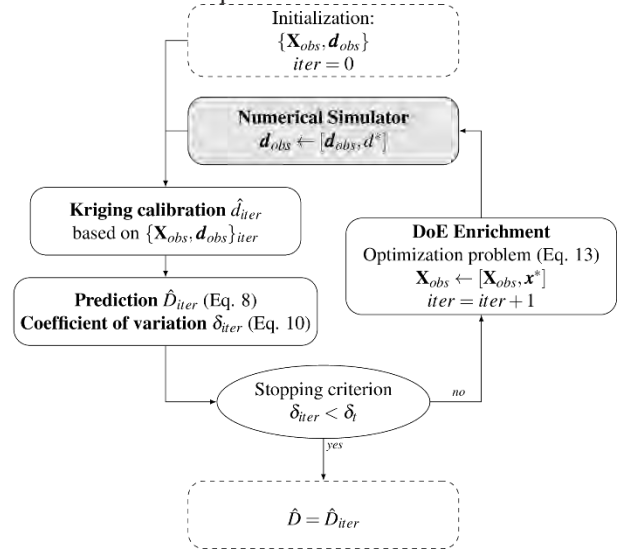 Initialization:
{X_obs, d_obs}
iter = 0
Numerical Simulator
d_obs ← [d_obs, d*]
Kriging calibration d̂_iter
based on {X_obs, d_obs}_iter
DoE Enrichment
Optimization problem (Eq. 13)
X_obs ← [X_obs, x*]
iter = iter + 1
Prediction D̂_iter (Eq. 8)
Coefficient of variation δ_iter (Eq. 10)
Stopping criterion
δ_iter < δ_t
no
yes
D̂ = D̂_iter